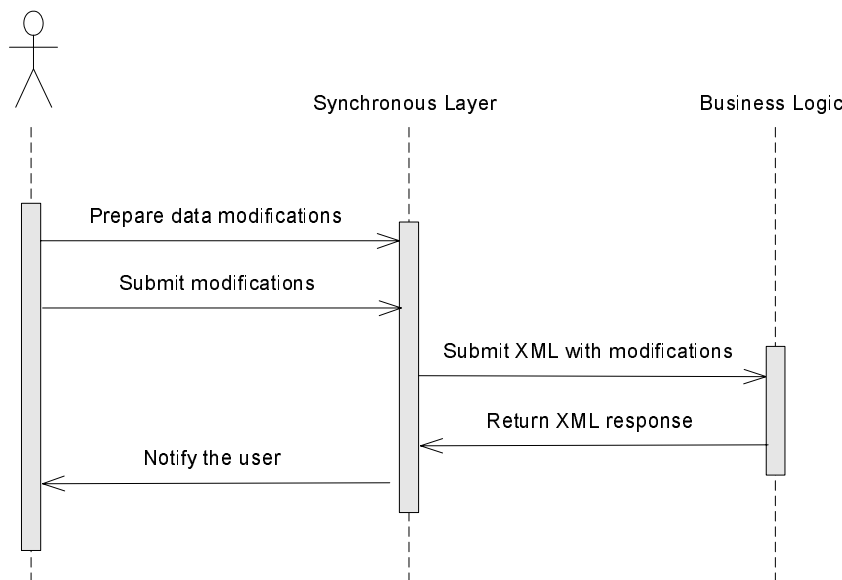 Synchronous Layer
Business Logic
Prepare data modifications
Submit modifications
Submit XML with modifications
Return XML response
Notify the user